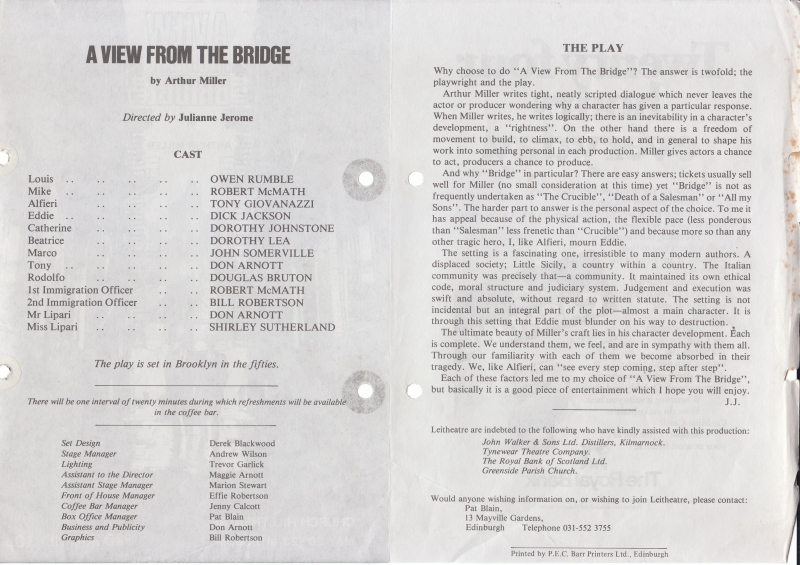 A VIEW FROM THE BRIDGE
by Arthur Miller
Directed by Julianne Jerome
CAST
Louis .. .. .. .. .. OWEN RUMBLE
Mike .. .. .. .. .. ROBERT McMATH
Alfieri .. .. .. .. TONY GIOVANAZZI
Eddie .. .. .. .. .. DICK JACKSON
Catherine .. .. .. .. DOROTHY JOHNSTONE
Beatrice .. .. .. .. DOROTHY LEA
Marco .. .. .. .. JOHN SOMERVILLE
Tony .. .. .. .. .. DON ARNOTT
Rodolfo .. .. .. .. DOUGLAS BRUTON
1st Immigration Officer .. .. ROBERT McMATH
2nd Immigration Officer .. .. BILL ROBERTSON
Mr Lipari .. .. .. .. DON ARNOTT
Miss Lipari .. .. .. .. SHIRLEY SUTHERLAND
The play is set in Brooklyn in the fifties.
There will be one interval of twenty minutes during which refreshments will be available
in the coffee bar.
Set Design Derek Blackwood
Stage Manager Andrew Wilson
Lighting Trevor Garlick
Assistant to the Director Maggie Arnott
Assistant Stage Manager Marion Stewart
Front of House Manager Effie Robertson
Coffee Bar Manager Jenny Calcott
Box Office Manager Pat Blain
Business and Publicity Don Arnott
Graphics Bill Robertson
THE PLAY
Why choose to do "A View From The Bridge"? The answer is twofold; the
playwright and the play.
Arthur Miller writes tight, neatly scripted dialogue which never leaves the
actor or producer wondering why a character has given a particular response.
When Miller writes, he writes logically; there is an inevitability in a character's
development, a "rightness". On the other hand there is a freedom of
movement to build, to climax, to ebb, to hold, and in general to shape his
work into something personal in each production. Miller gives actors a chance
to act, producers a chance to produce.
And why "Bridge" in particular? There are easy answers; tickets usually sell
well for Miller (no small consideration at this time) yet "Bridge" is not as
frequently undertaken as "The Crucible", "Death of a Salesman" or "All my
Sons". The harder part to answer is the personal aspect of the choice. To me it
has appeal because of the physical action, the flexible pace (less ponderous
than "Salesman" less frenetic than "Crucible") and because more so than any
other tragic hero, I, like Alfieri, mourn Eddie.
The setting is a fascinating one, irresistible to many modern authors. A
displaced society; Little Sicily, a country within a country. The Italian
community was precisely that—a community. It maintained its own ethical
code, moral structure and judiciary system. Judgement and execution was
swift and absolute, without regard to written statute. The setting is not
incidental but an integral part of the plot—almost a main character. It is
through this setting that Eddie must blunder on his way to destruction.
The ultimate beauty of Miller's craft lies in his character development. Each
is complete. We understand them, we feel, and are in sympathy with them all.
Through our familiarity with each of them we become absorbed in their
tragedy. We, like Alfieri, can "see every step coming, step after step".
Each of these factors led me to my choice of "A View From The Bridge",
but basically it is a good piece of entertainment which I hope you will enjoy.
J.J.
Leitheatre are indebted to the following who have kindly assisted with this production:
John Walker & Sons Ltd. Distillers, Kilmarnock.
Tynewear Theatre Company.
The Royal Bank of Scotland Ltd.
Greenside Parish Church.
Would anyone wishing information on, or wishing to join Leitheatre, please contact:
Pat Blain,
13 Mayville Gardens,
Edinburgh Telephone 031-552 3755
Printed by P.E.C. Barr Printers Ltd., Edinburgh